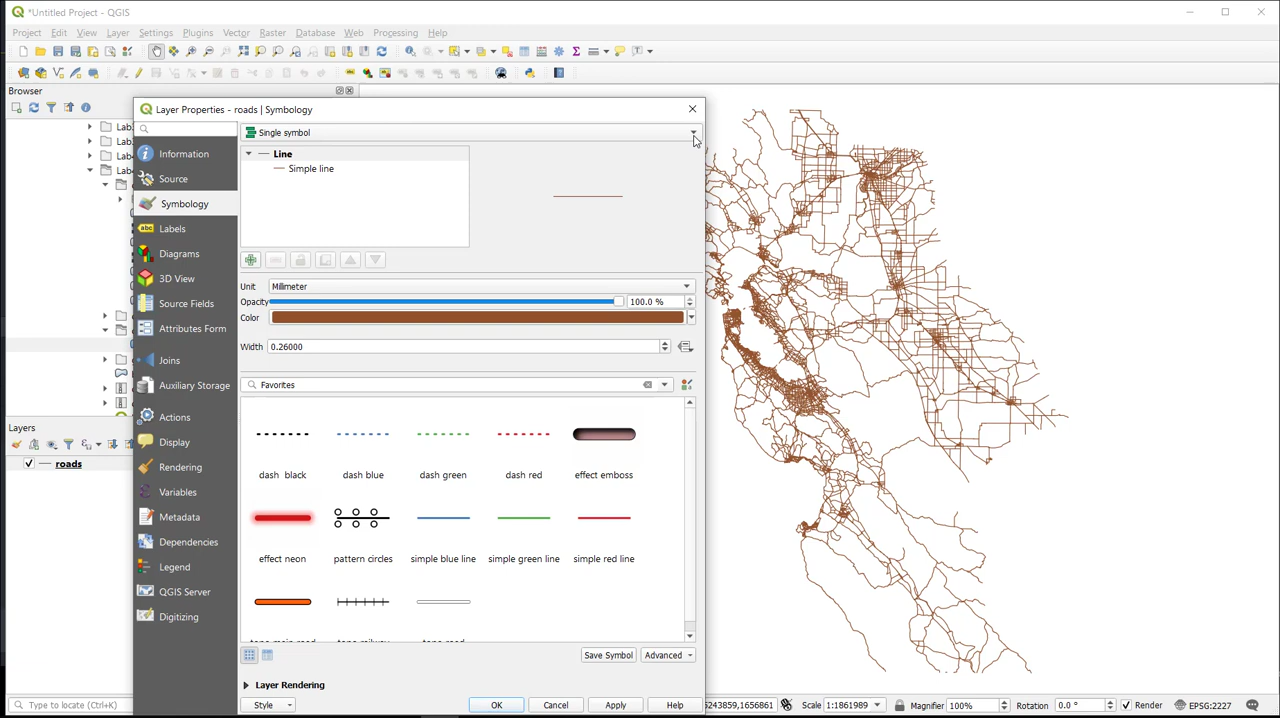 *Untitled Project - QGIS
Project Edit View Layer Settings Plugins Vector Raster Database Web Processing Help
Browser
Layers
roads
Type to locate (Ctrl+K)
Layer Properties - roads | Symbology
Information
Source
Symbology
Labels
Diagrams
3D View
Source Fields
Attributes Form
Joins
Auxiliary Storage
Actions
Display
Rendering
Variables
Metadata
Dependencies
Legend
QGIS Server
Digitizing
Single symbol
Line
Simple line
Unit Millimeter
Opacity 100.0 %
Color
Width 0.26000
Favorites
dash black dash blue dash green dash red effect emboss
effect neon pattern circles simple blue line simple green line simple red line
Save Symbol Advanced
Layer Rendering
Style OK Cancel Apply Help
5243859,1656861 Scale 1:1861989 Magnifier 100% Rotation 0.0 ° Render EPSG:2227